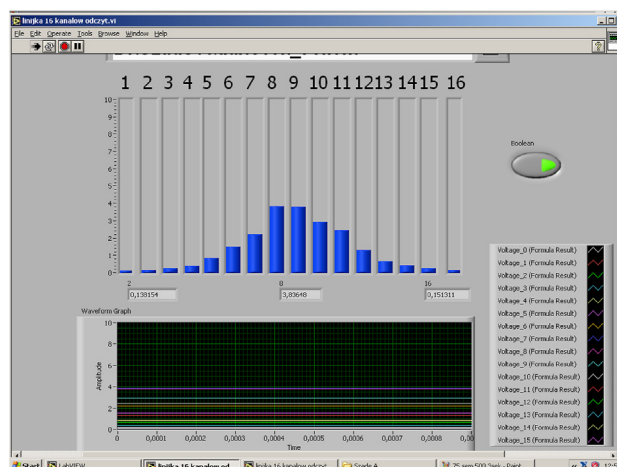 linijka 16 kanalow odczyt.vi
File Edit Operate Tools Browse Window Help
1 2 3 4 5 6 7 8 9 10 11 12 13 14 15 16
10
9
8
7
6
5
4
3
2
1
0
Boolean
2 8 16
0,138154 3,83648 0,151311
Waveform Graph
10
8
6
4
2
0
Amplitude
0 0,0001 0,0002 0,0003 0,0004 0,0005 0,0006 0,0007 0,0008 0,0009
Time
Voltage_0 (Formula Result)
Voltage_1 (Formula Result)
Voltage_2 (Formula Result)
Voltage_3 (Formula Result)
Voltage_4 (Formula Result)
Voltage_5 (Formula Result)
Voltage_6 (Formula Result)
Voltage_7 (Formula Result)
Voltage_8 (Formula Result)
Voltage_9 (Formula Result)
Voltage_10 (Formula Result)
Voltage_11 (Formula Result)
Voltage_12 (Formula Result)
Voltage_13 (Formula Result)
Voltage_14 (Formula Result)
Voltage_15 (Formula Result)
Start LabVIEW linijka 16 kanalow od... linijka 16 kanalow odczyt...